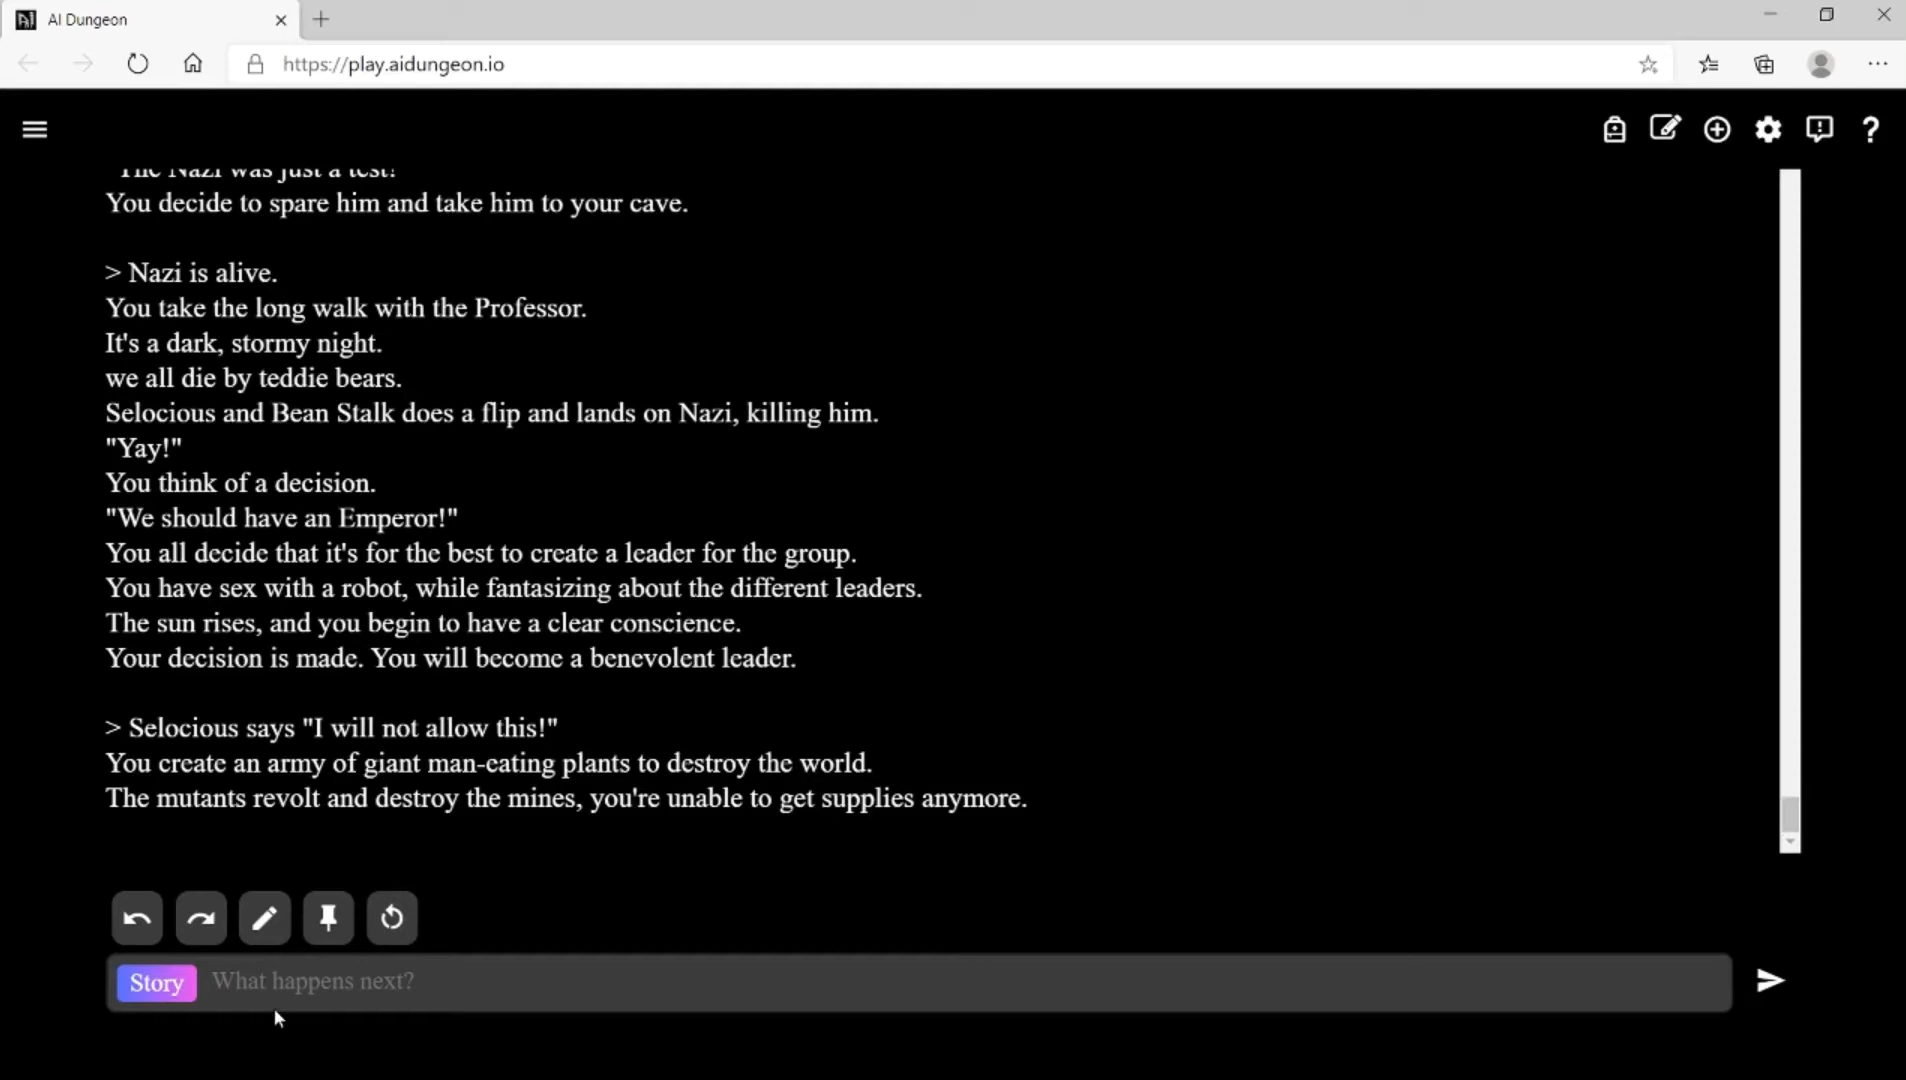 AI Dungeon
https://play.aidungeon.io
"The Nazi was just a test!
You decide to spare him and take him to your cave.
> Nazi is alive.
You take the long walk with the Professor.
It's a dark, stormy night.
we all die by teddie bears.
Selocious and Bean Stalk does a flip and lands on Nazi, killing him.
"Yay!"
You think of a decision.
"We should have an Emperor!"
You all decide that it's for the best to create a leader for the group.
You have sex with a robot, while fantasizing about the different leaders.
The sun rises, and you begin to have a clear conscience.
Your decision is made. You will become a benevolent leader.
> Selocious says "I will not allow this!"
You create an army of giant man-eating plants to destroy the world.
The mutants revolt and destroy the mines, you're unable to get supplies anymore.
Story What happens next?